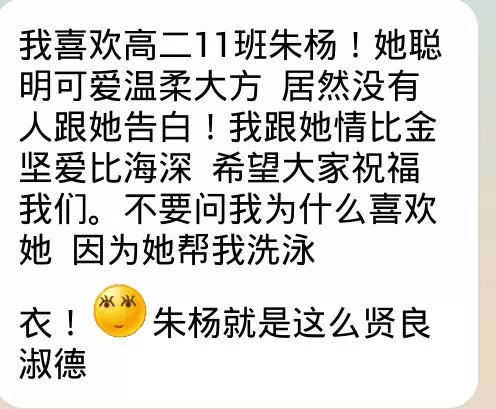 我喜欢高二11班朱杨！她聪
明可爱温柔大方 居然没有
人跟她告白！我跟她情比金
坚爱比海深 希望大家祝福
我们。不要问我为什么喜欢
她 因为她帮我洗泳
衣！朱杨就是这么贤良
淑德